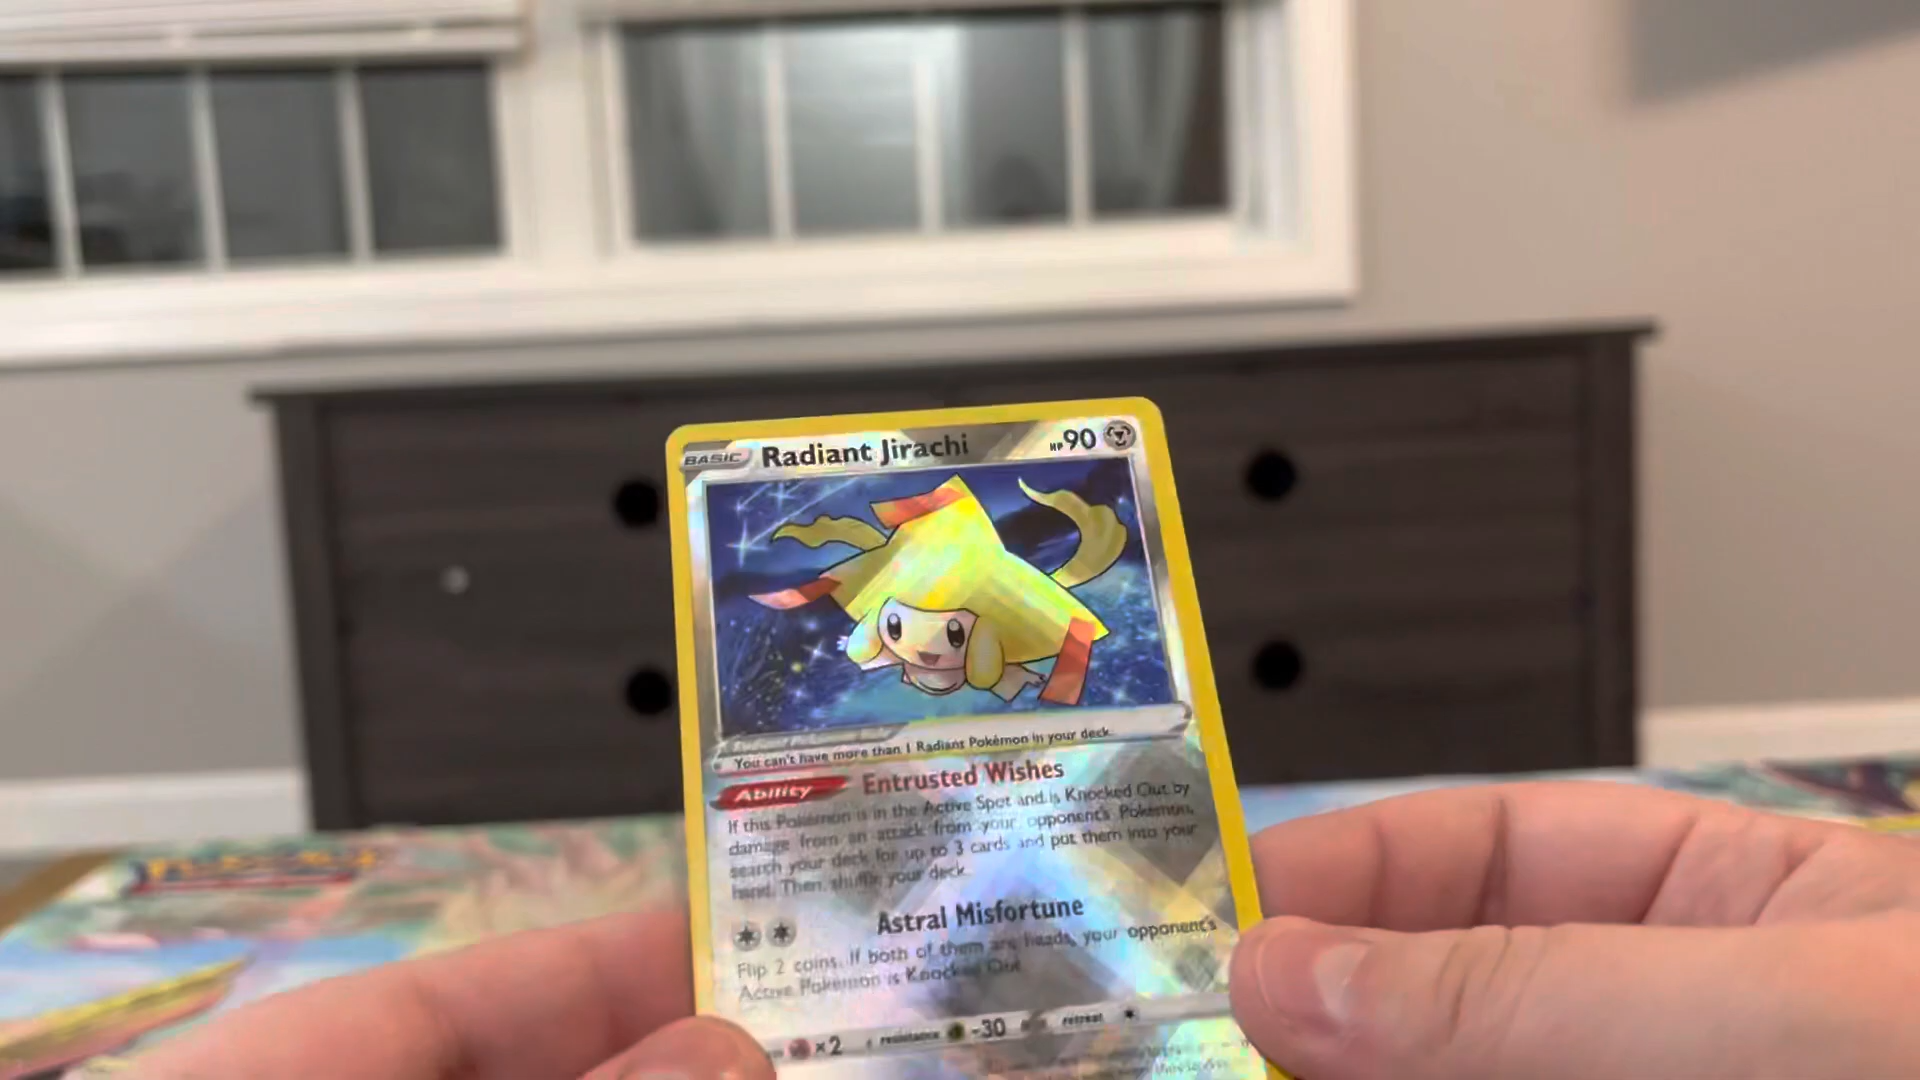 BASIC Radiant Jirachi HP 90
You can't have more than 1 Radiant Pokémon in your deck.
Ability Entrusted Wishes
If this Pokémon is in the Active Spot and is Knocked Out by
damage from an attack from your opponent's Pokémon,
search your deck for up to 3 cards and put them into your
hand. Then, shuffle your deck.
Astral Misfortune
Flip 2 coins. If both of them are heads, your opponent's
Active Pokémon is Knocked Out.
×2 resistance -30 retreat